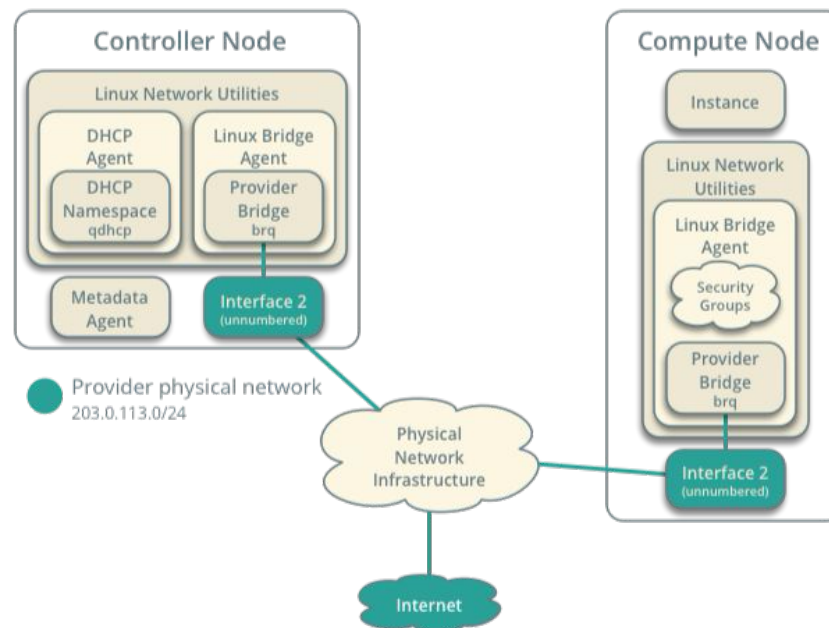 Controller Node
Linux Network Utilities
DHCP
Agent
DHCP
Namespace
qdhcp
Linux Bridge
Agent
Provider
Bridge
brq
Metadata
Agent
Interface 2
(unnumbered)
Provider physical network
203.0.113.0/24
Physical
Network
Infrastructure
Internet
Compute Node
Instance
Linux Network
Utilities
Linux Bridge
Agent
Security
Groups
Provider
Bridge
brq
Interface 2
(unnumbered)